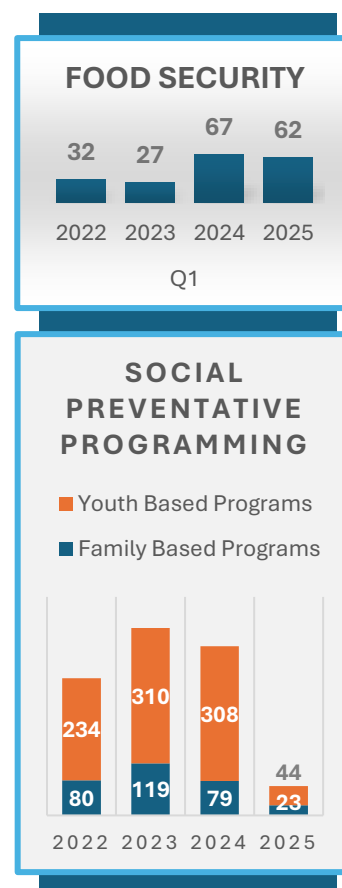 FOOD SECURITY
32 27 67 62
2022 2023 2024 2025
Q1
SOCIAL
PREVENTATIVE
PROGRAMMING
Youth Based Programs
Family Based Programs
234 310 308 44
80 119 79 23
2022 2023 2024 2025